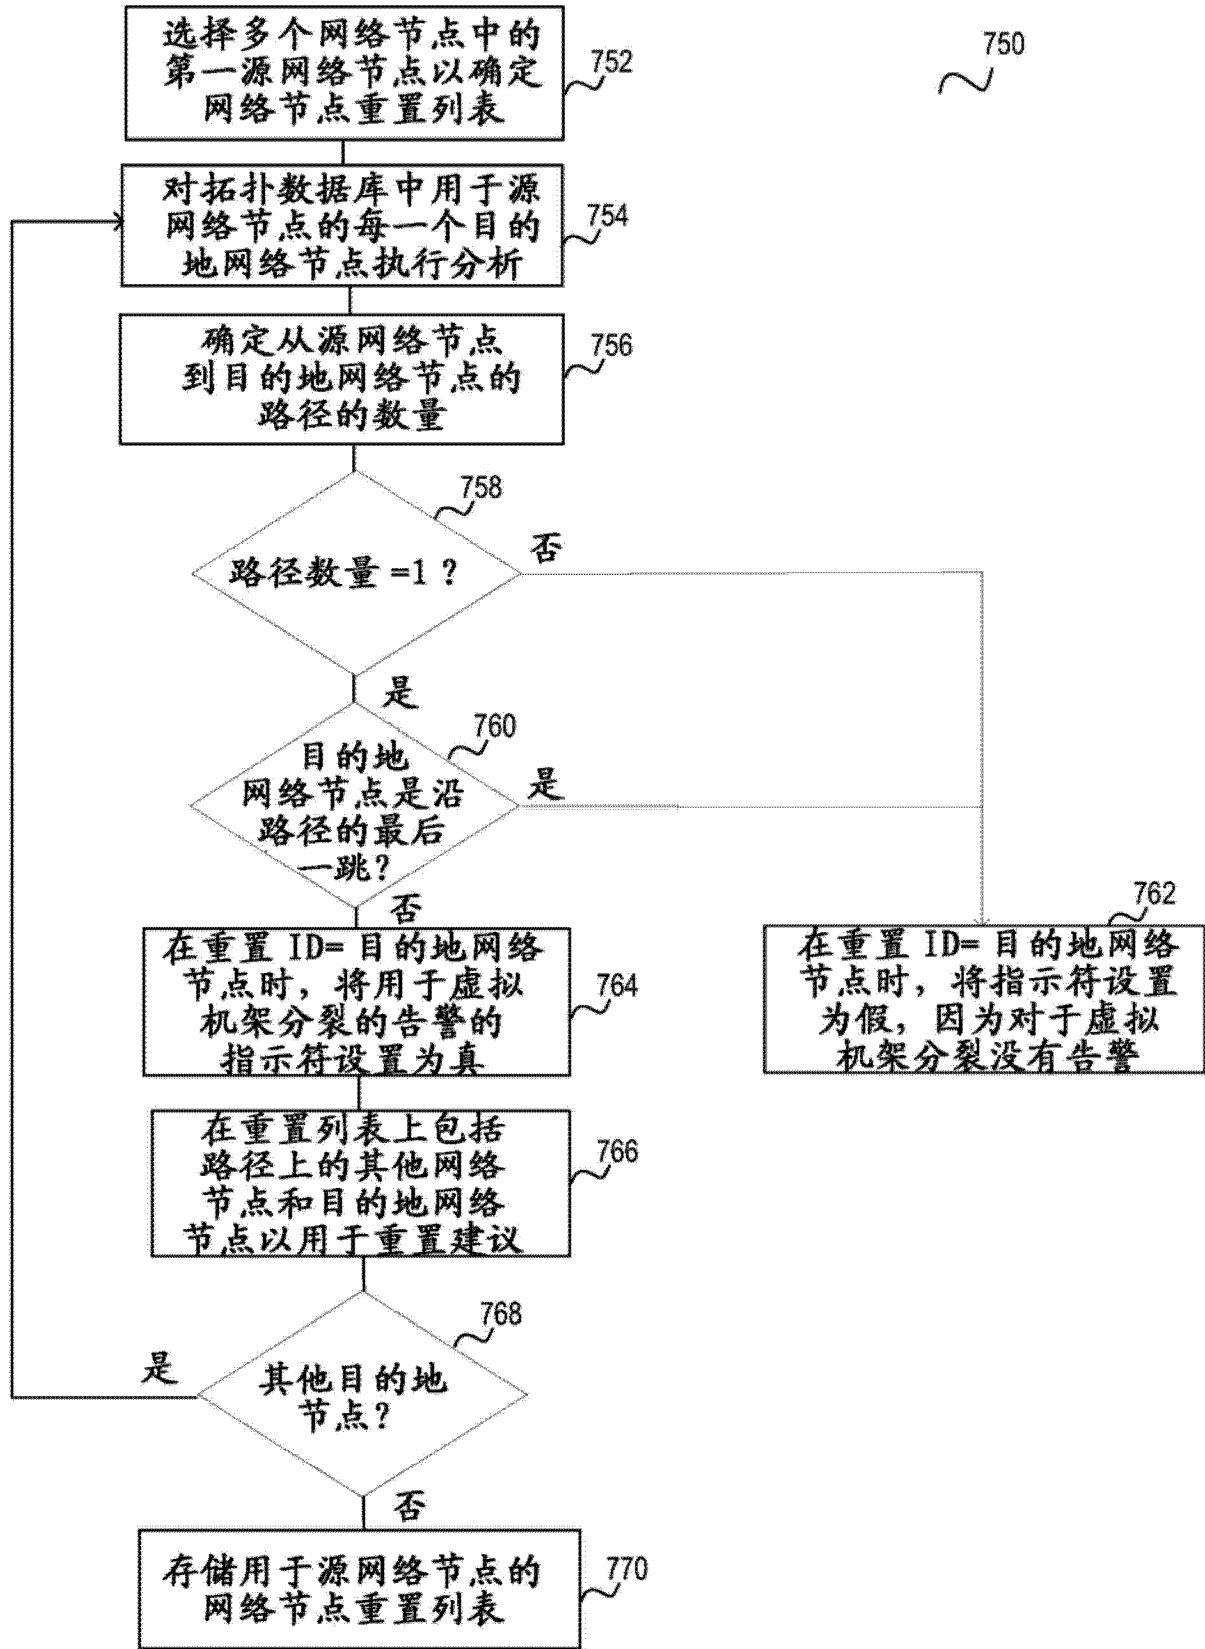 选择多个网络节点中的
第一源网络节点以确定
网络节点重置列表
752
750
对拓扑数据库中用于源
网络节点的每一个目的
地网络节点执行分析
754
确定从源网络节点
到目的地网络节点的
路径的数量
756
758
路径数量 =1 ?
否
是
760
目的地
网络节点是沿
路径的最后
一跳?
是
否
762
在重置 ID= 目的地网络
节点时，将指示符设置
为假，因为对于虚拟
机架分裂没有告警
在重置 ID= 目的地网络
节点时，将用于虚拟
机架分裂的告警的
指示符设置为真
764
在重置列表上包括
路径上的其他网络
节点和目的地网络
节点以用于重置建议
766
768
是
其他目的地
节点?
否
存储用于源网络节点的
网络节点重置列表
770